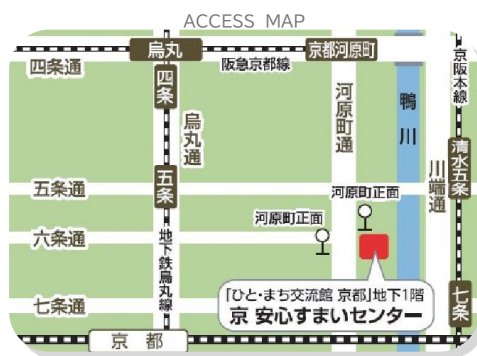 ACCESS MAP
烏丸
京都河原町
四条通
阪急京都線
京阪本線
四条
烏丸通
河原町通
鴨川
清水五条
川端通
五条通
五条
河原町正面
河原町正面
六条通
地下鉄烏丸線
「ひと・まち交流館 京都」地下1階
京 安心すまいセンター
七条通
七条
京都